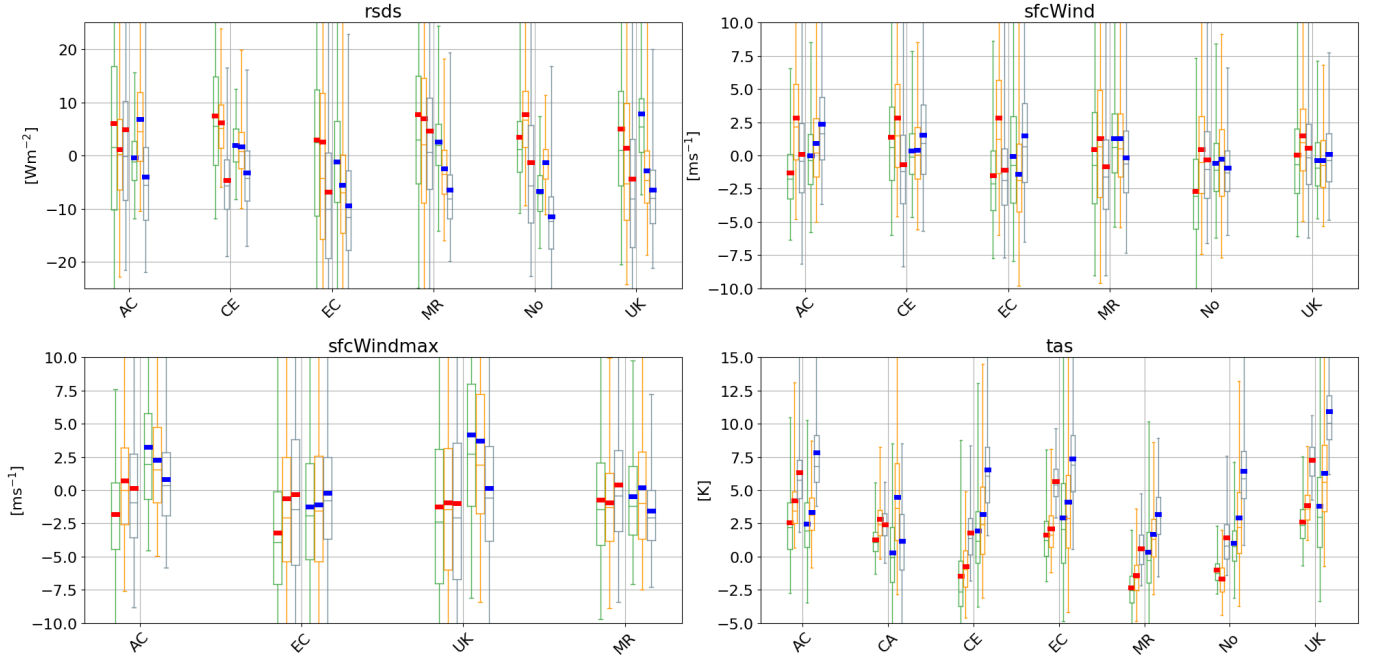 rsds
[Wm⁻²]
20
10
0
−10
−20
AC CE EC MR No UK
sfcWind
[ms⁻¹]
10.0
7.5
5.0
2.5
0.0
−2.5
−5.0
−7.5
−10.0
AC CE EC MR No UK
sfcWindmax
[ms⁻¹]
10.0
7.5
5.0
2.5
0.0
−2.5
−5.0
−7.5
−10.0
AC EC UK MR
tas
[K]
15.0
12.5
10.0
7.5
5.0
2.5
0.0
−2.5
−5.0
AC CA CE EC MR No UK